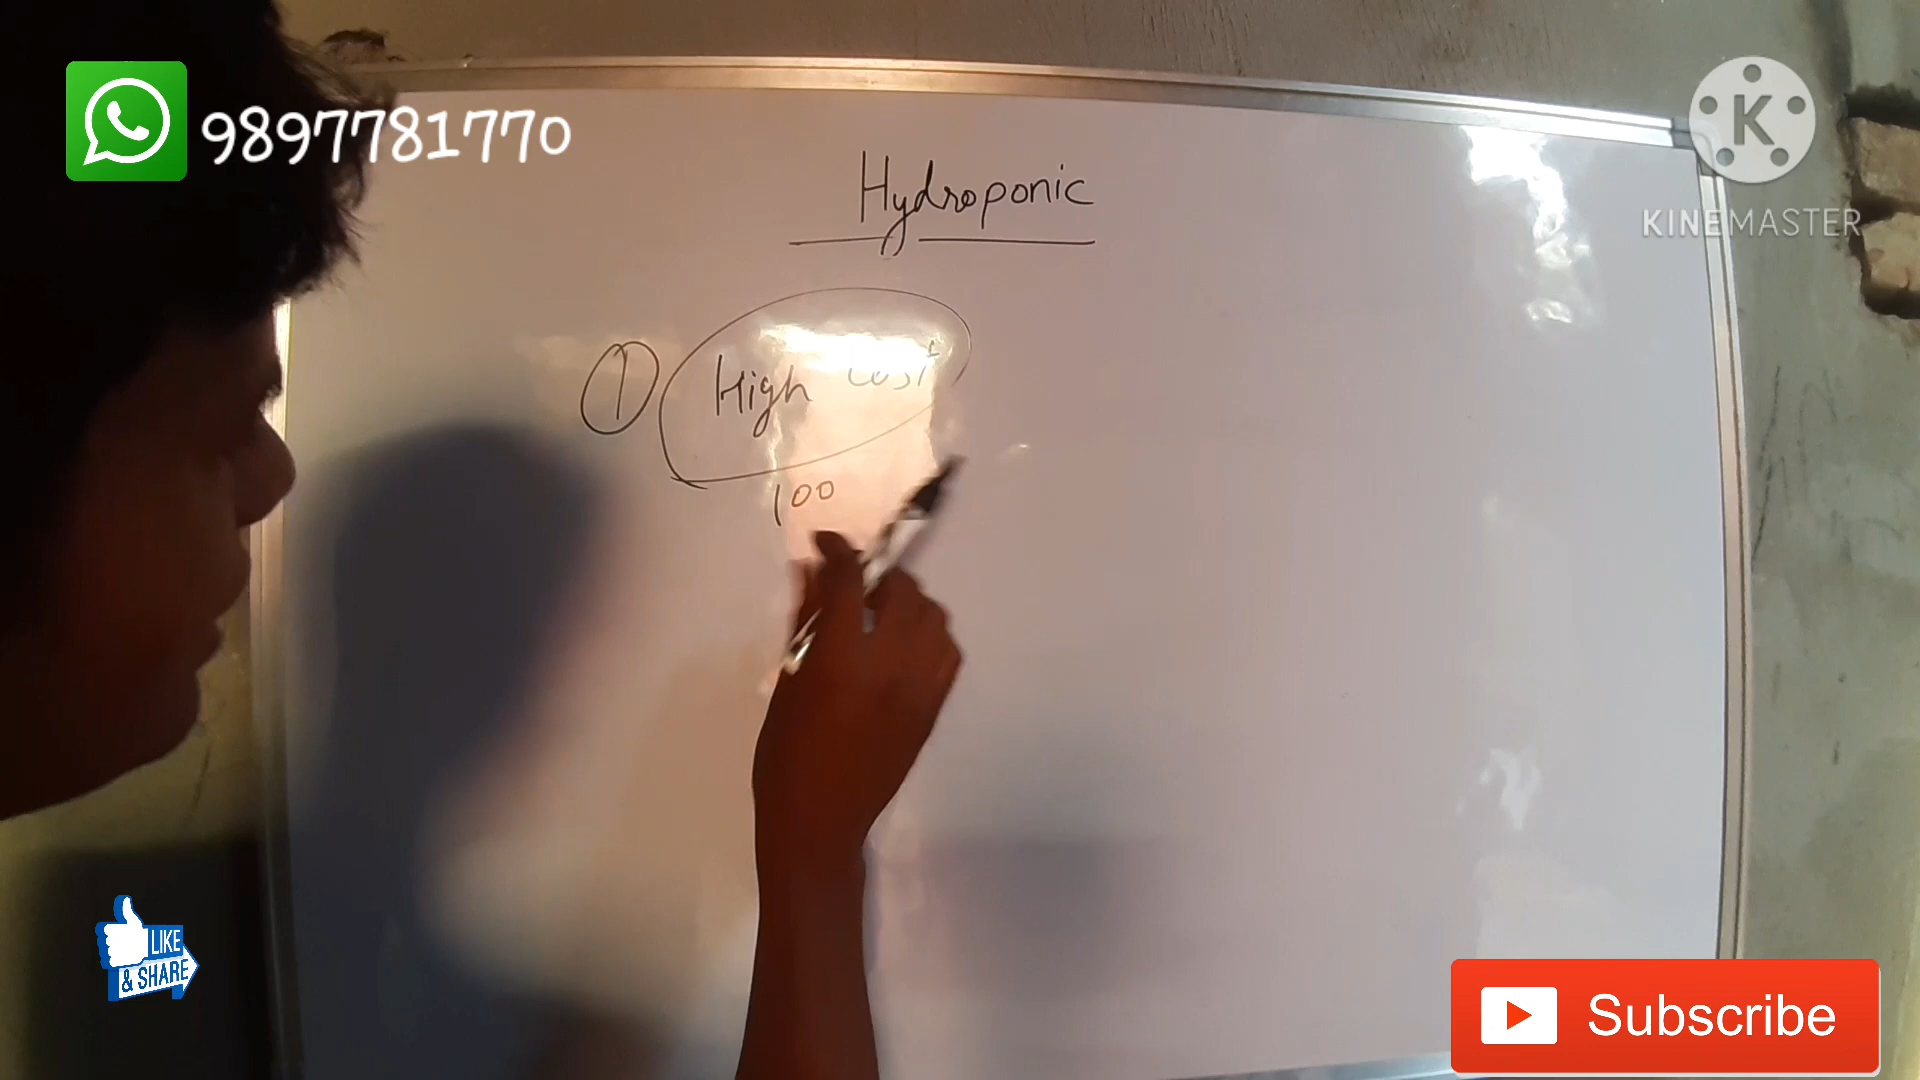 9897781770
K
KINEMASTER
Hydroponic
① High cost
100
LIKE
& SHARE
Subscribe